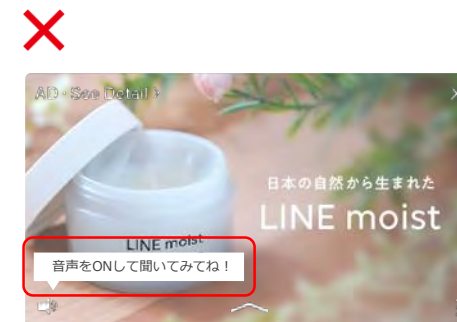 AD・See Detail
日本の自然から生まれた
LINE moist
LINE moist
音声をONして聞いてみてね！